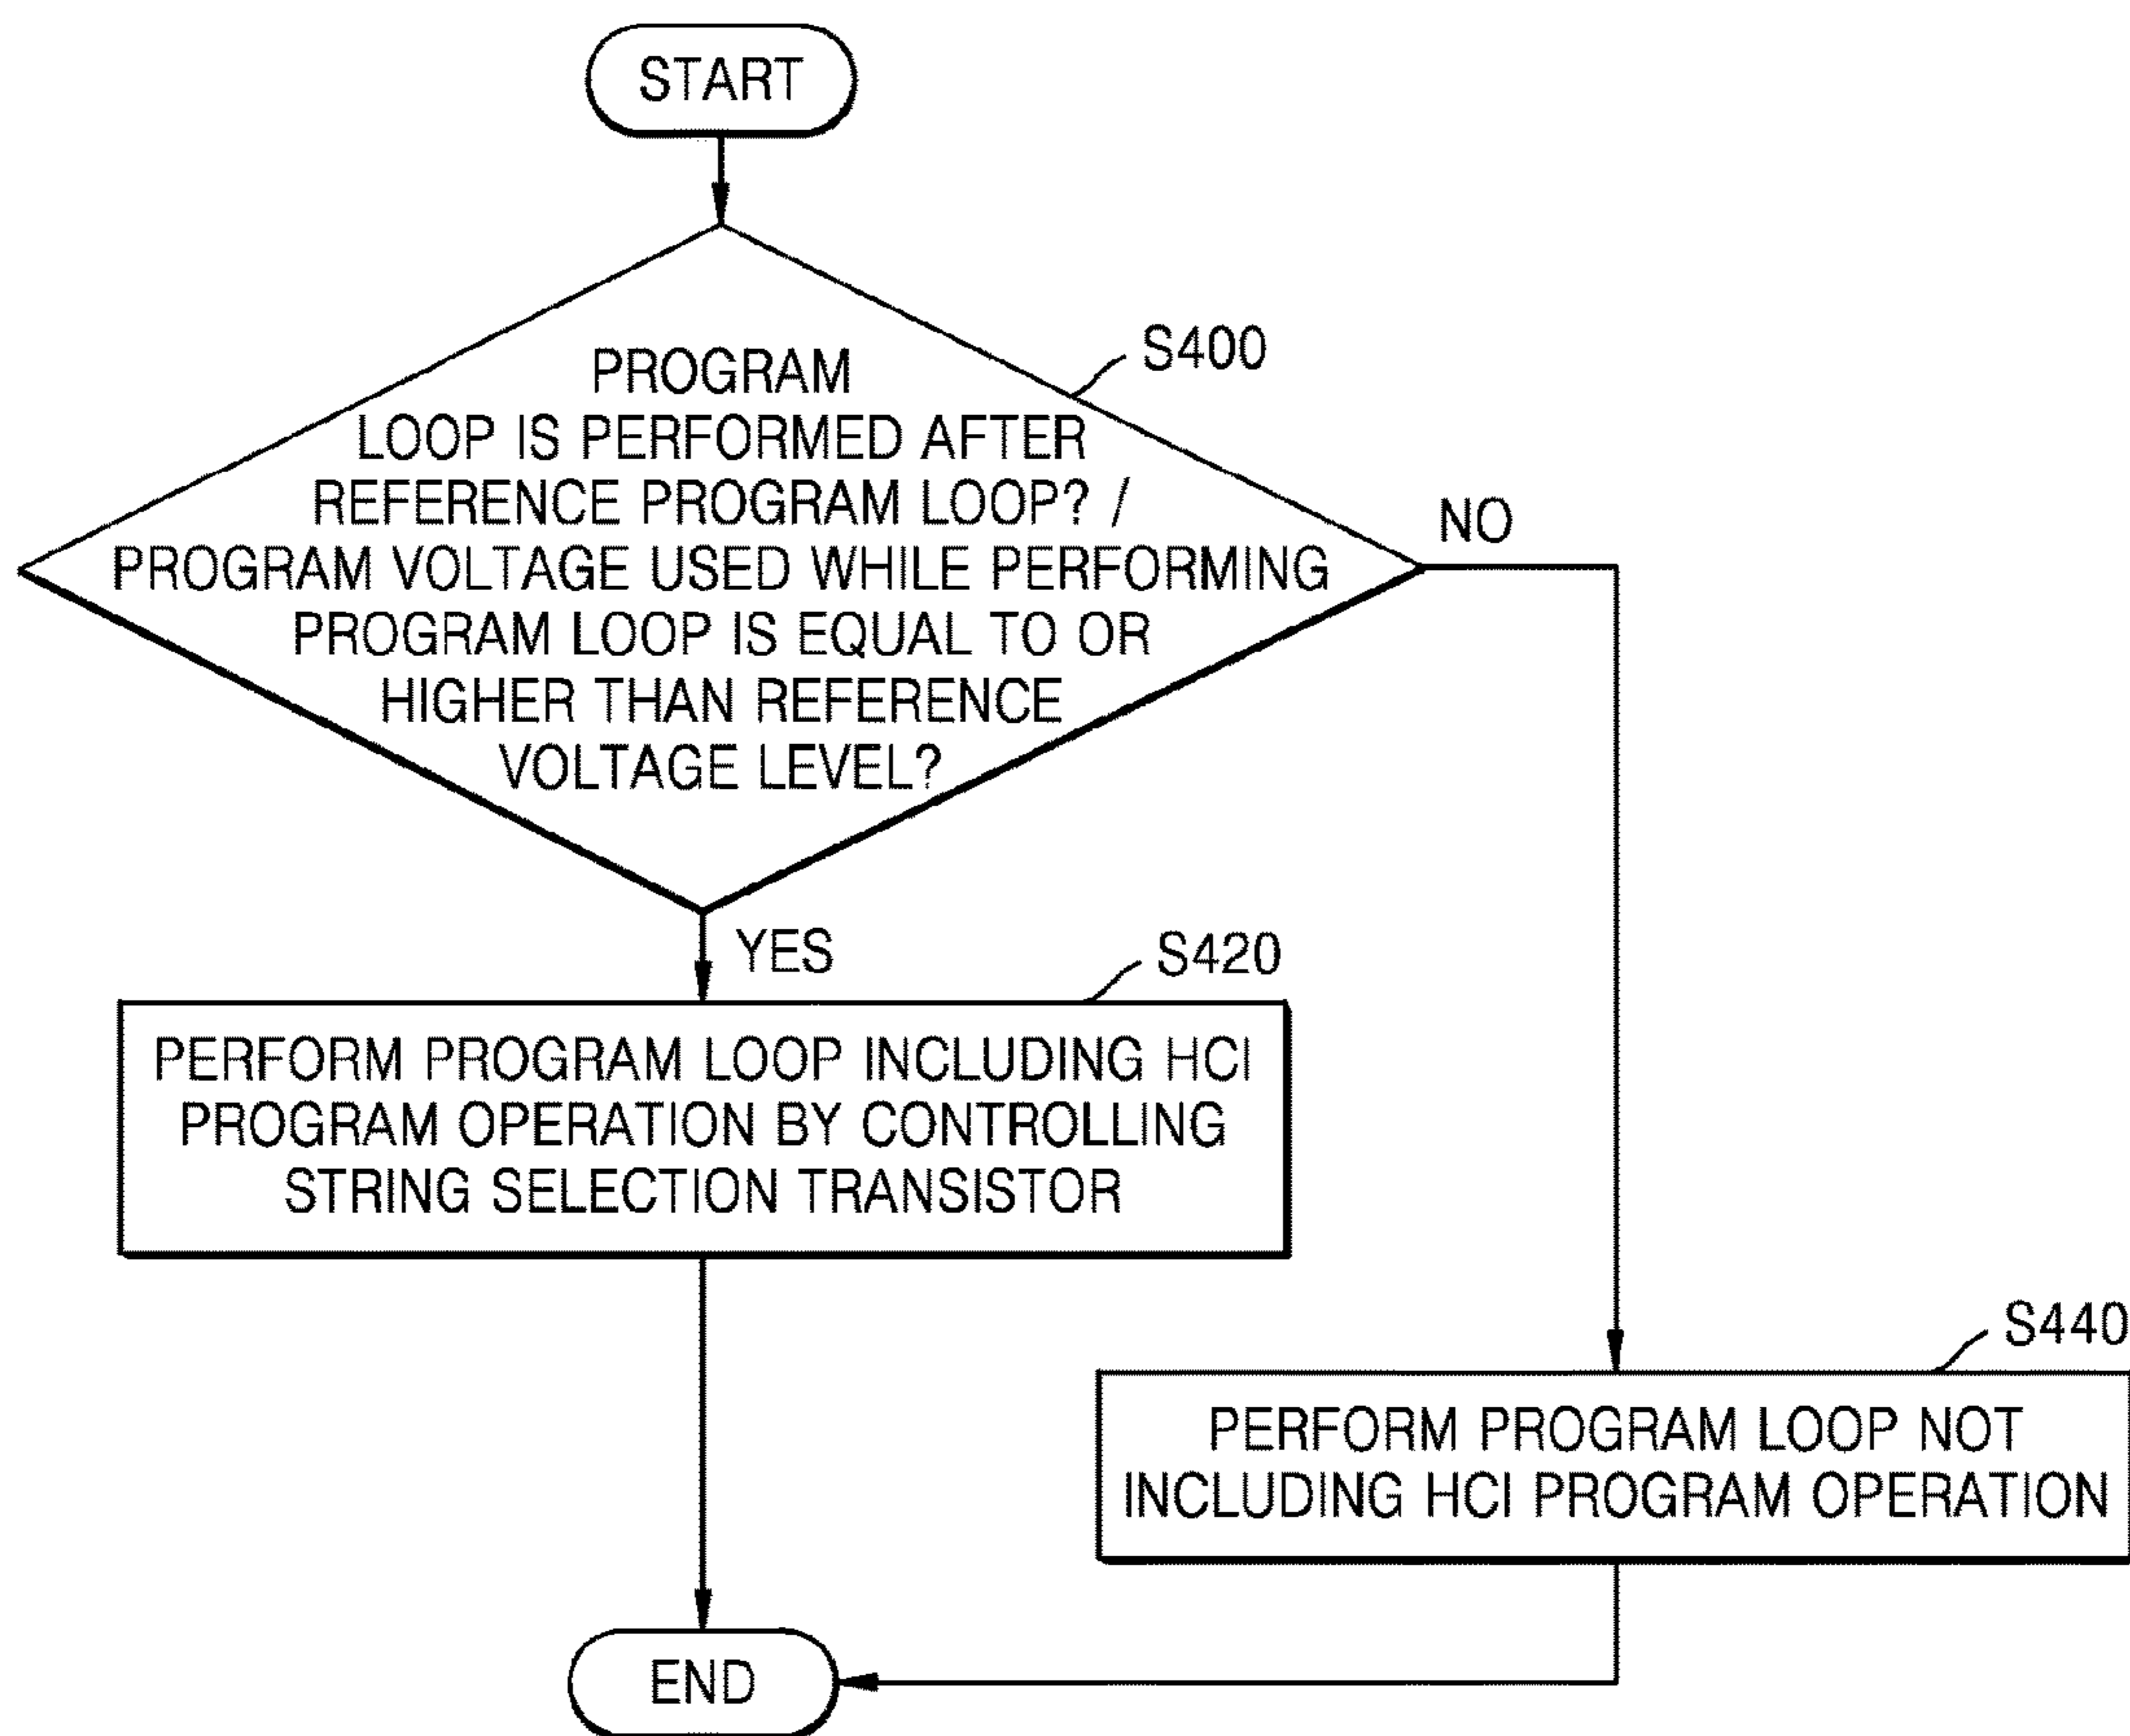 START
S400
PROGRAM
LOOP IS PERFORMED AFTER
REFERENCE PROGRAM LOOP? /
PROGRAM VOLTAGE USED WHILE PERFORMING
PROGRAM LOOP IS EQUAL TO OR
HIGHER THAN REFERENCE
VOLTAGE LEVEL?
NO
YES
S420
PERFORM PROGRAM LOOP INCLUDING HCI
PROGRAM OPERATION BY CONTROLLING
STRING SELECTION TRANSISTOR
S440
PERFORM PROGRAM LOOP NOT
INCLUDING HCI PROGRAM OPERATION
END